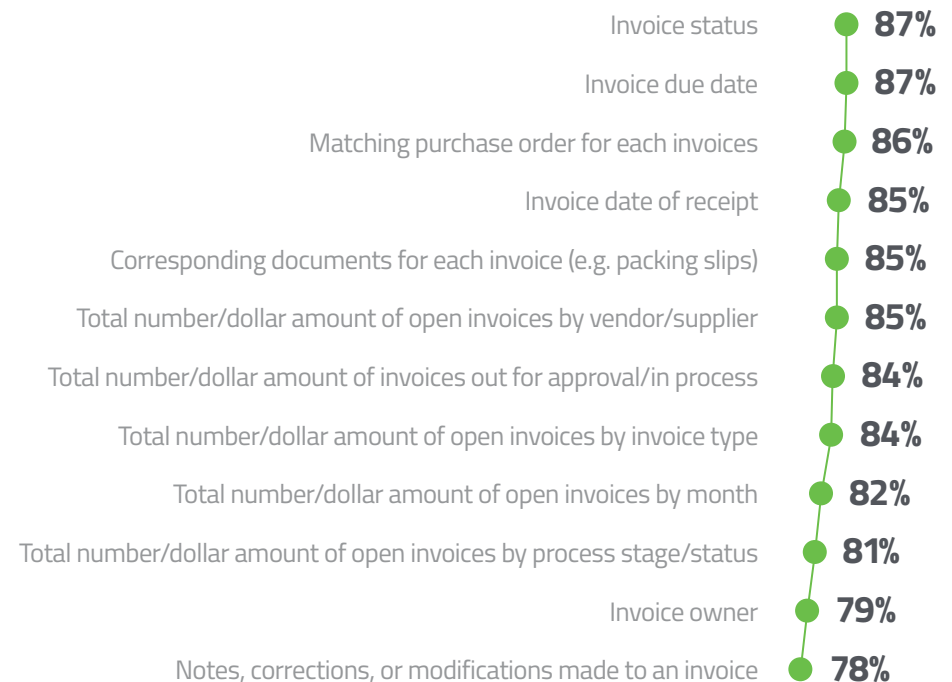 Invoice status 87%
Invoice due date 87%
Matching purchase order for each invoices 86%
Invoice date of receipt 85%
Corresponding documents for each invoice (e.g. packing slips) 85%
Total number/dollar amount of open invoices by vendor/supplier 85%
Total number/dollar amount of invoices out for approval/in process 84%
Total number/dollar amount of open invoices by invoice type 84%
Total number/dollar amount of open invoices by month 82%
Total number/dollar amount of open invoices by process stage/status 81%
Invoice owner 79%
Notes, corrections, or modifications made to an invoice 78%